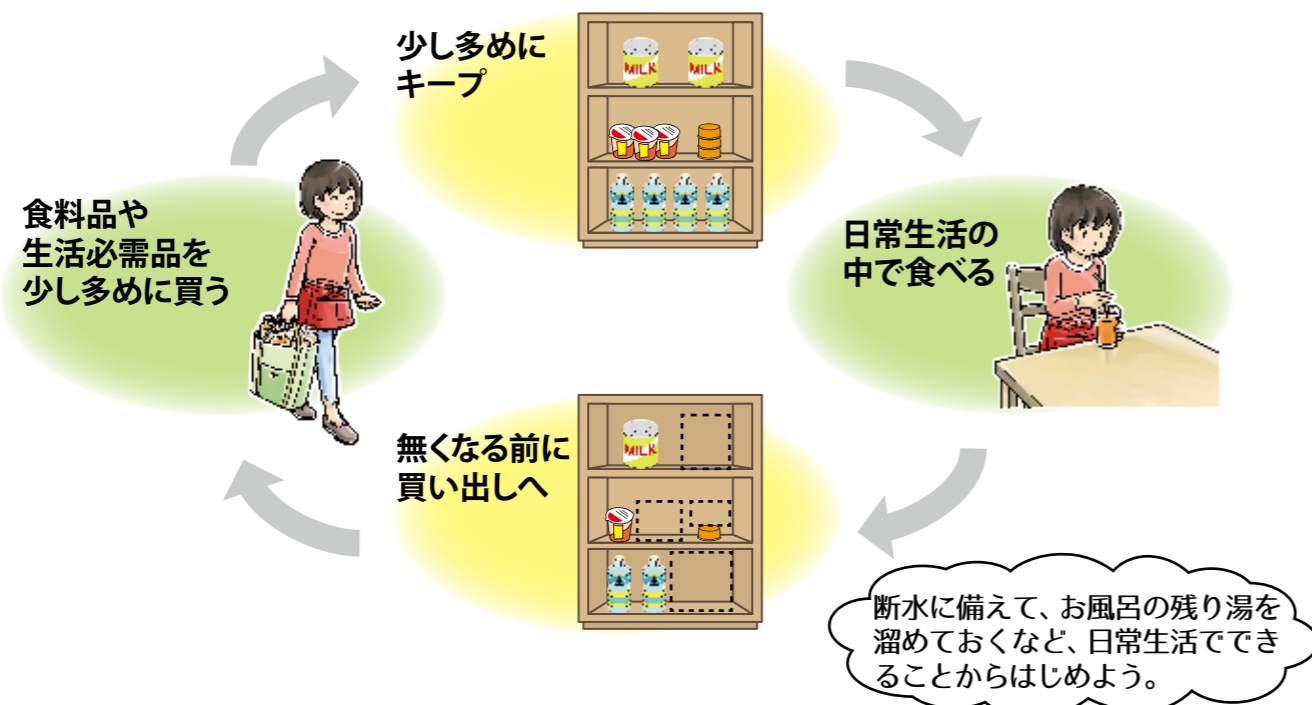 少し多めに
キープ
MILK
MILK
食料品や
生活必需品を
少し多めに買う
日常生活の
中で食べる
無くなる前に
買い出しへ
MILK
断水に備えて、お風呂の残り湯を
溜めておくなど、日常生活ででき
ることからはじめよう。